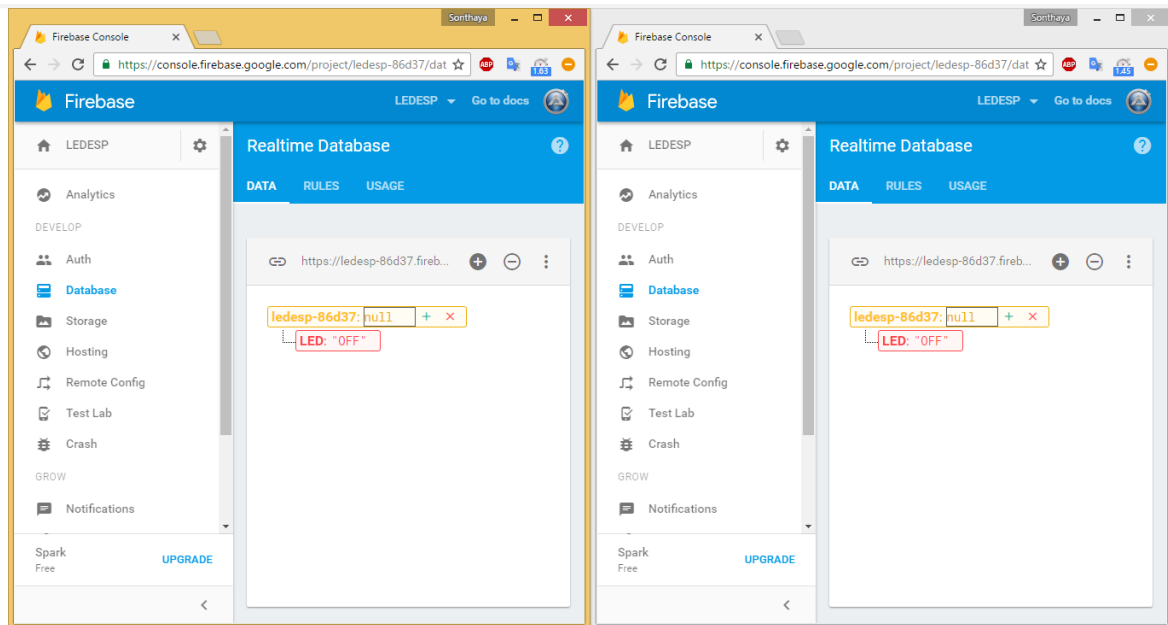 Sonthaya
Firebase Console
https://console.firebase.google.com/project/ledesp-86d37/dat
ABP
1.63
Firebase
LEDESP
Go to docs
LEDESP
Realtime Database
?
DATA RULES USAGE
Analytics
DEVELOP
Auth
https://ledesp-86d37.fireb...
Database
ledesp-86d37: null + ×
Storage
LED: "OFF"
Hosting
Remote Config
Test Lab
Crash
GROW
Notifications
Spark
Free
UPGRADE
Sonthaya
Firebase Console
https://console.firebase.google.com/project/ledesp-86d37/dat
ABP
1.45
Firebase
LEDESP
Go to docs
LEDESP
Realtime Database
?
DATA RULES USAGE
Analytics
DEVELOP
Auth
https://ledesp-86d37.fireb...
Database
ledesp-86d37: null + ×
Storage
LED: "OFF"
Hosting
Remote Config
Test Lab
Crash
GROW
Notifications
Spark
Free
UPGRADE